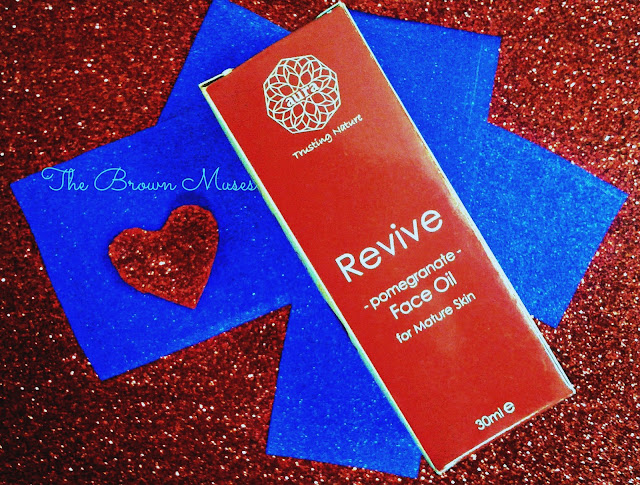 The Brown Muses
aura
Trusting Nature
Revive
-pomegranate-
Face Oil
for Mature Skin
30ml e